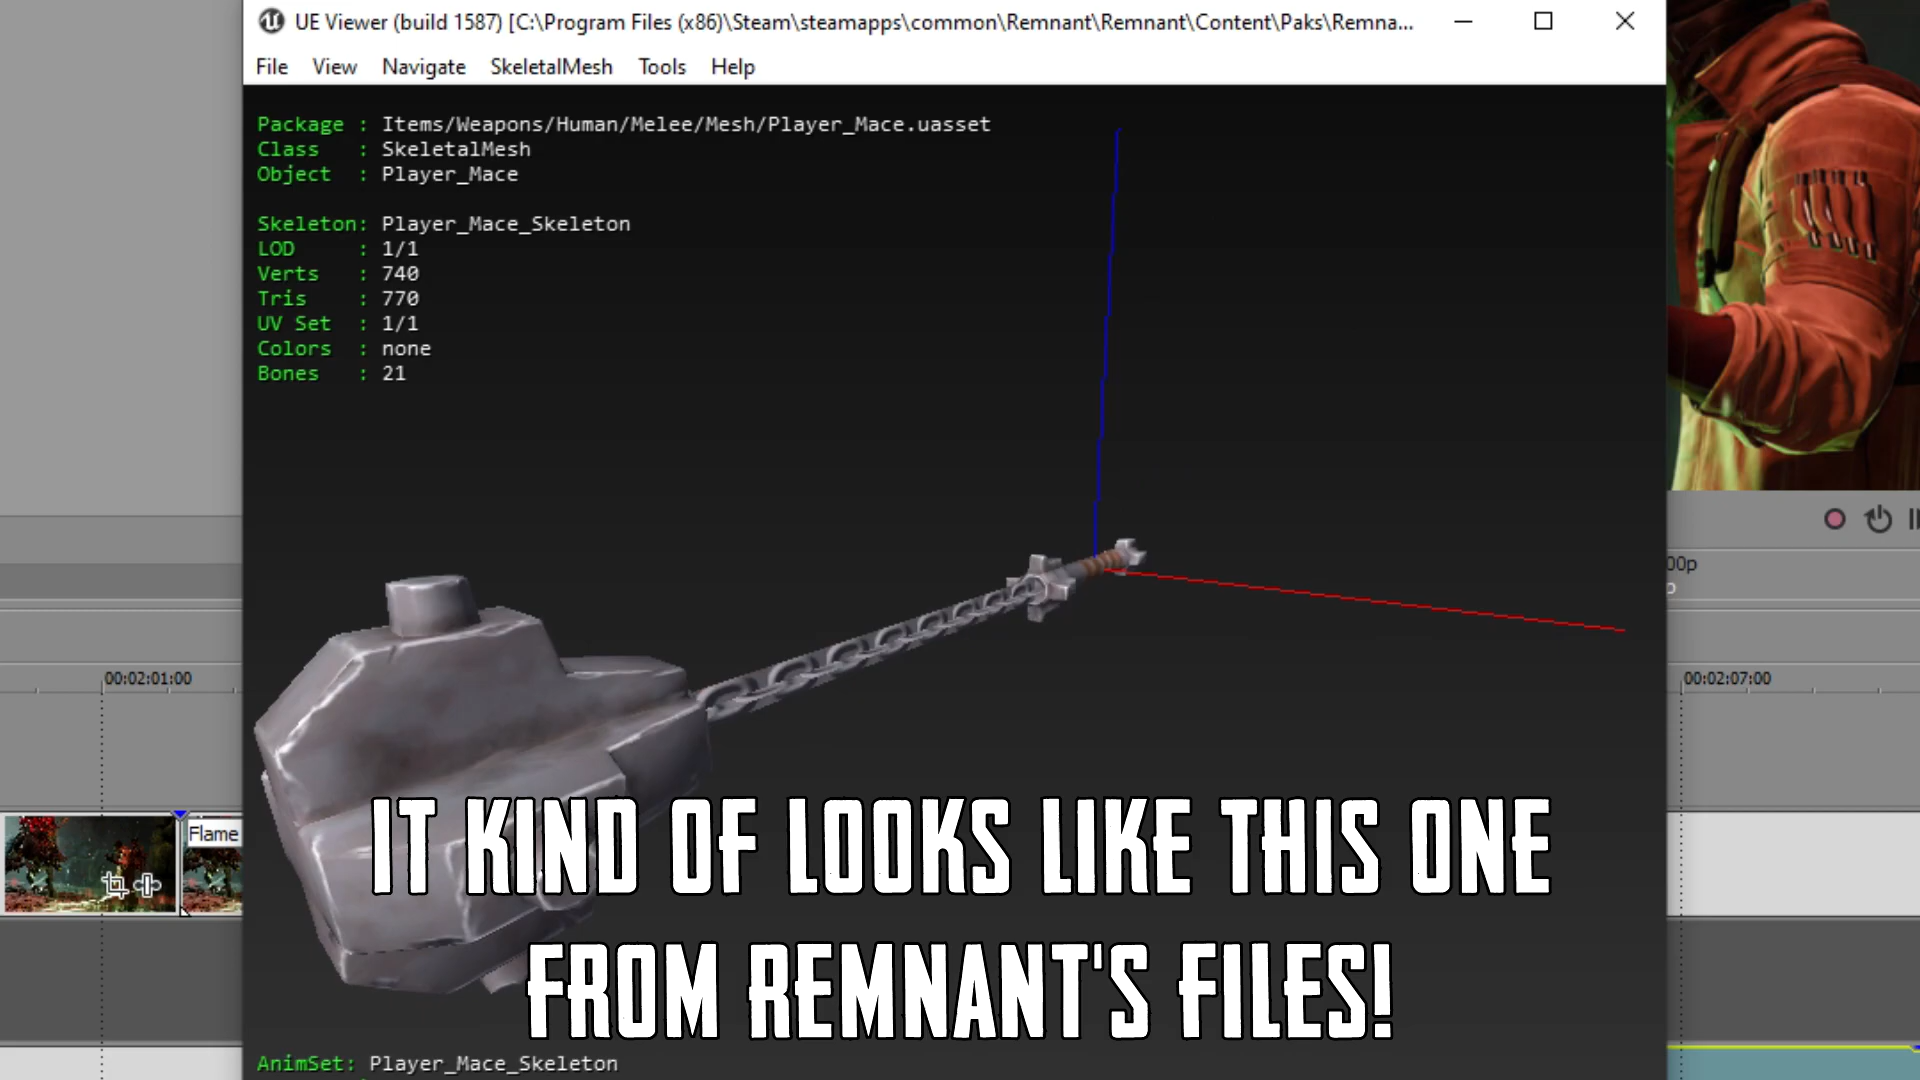 UE Viewer (build 1587) [C:\Program Files (x86)\Steam\steamapps\common\Remnant\Remnant\Content\Paks\Remna...
File View Navigate SkeletalMesh Tools Help
Package : Items/Weapons/Human/Melee/Mesh/Player_Mace.uasset
Class : SkeletalMesh
Object : Player_Mace
Skeleton: Player_Mace_Skeleton
LOD : 1/1
Verts : 740
Tris : 770
UV Set : 1/1
Colors : none
Bones : 21
00p
p
00:02:01:00
00:02:07:00
Flame
IT KIND OF LOOKS LIKE THIS ONE
FROM REMNANT'S FILES!
AnimSet: Player_Mace_Skeleton